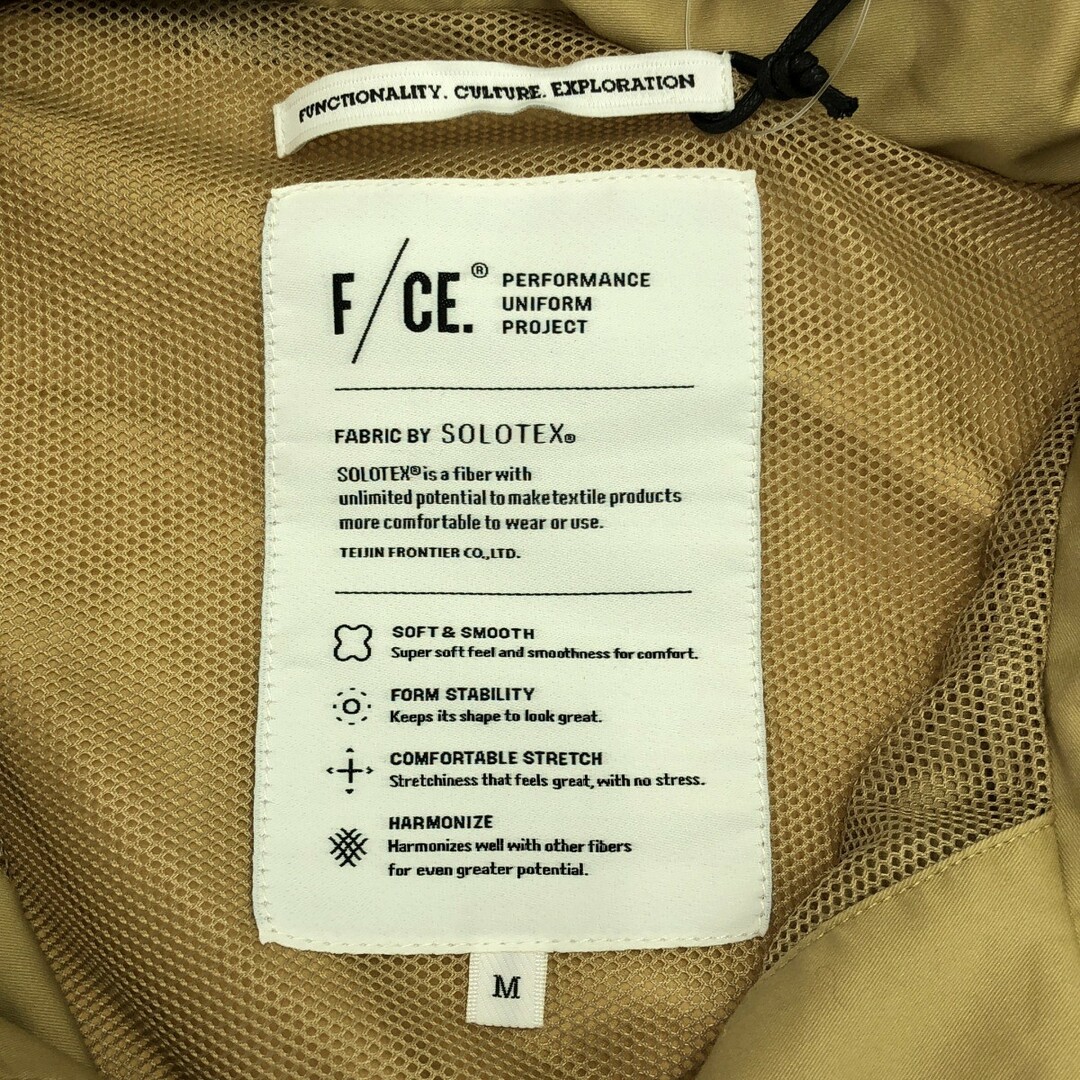 FUNCTIONALITY. CULTURE. EXPLORATION
F/CE.® PERFORMANCE
UNIFORM
PROJECT
FABRIC BY SOLOTEX®
SOLOTEX® is a fiber with
unlimited potential to make textile products
more comfortable to wear or use.
TEIJIN FRONTIER CO.,LTD.
SOFT & SMOOTH
Super soft feel and smoothness for comfort.
FORM STABILITY
Keeps its shape to look great.
COMFORTABLE STRETCH
Stretchiness that feels great, with no stress.
HARMONIZE
Harmonizes well with other fibers
for even greater potential.
M